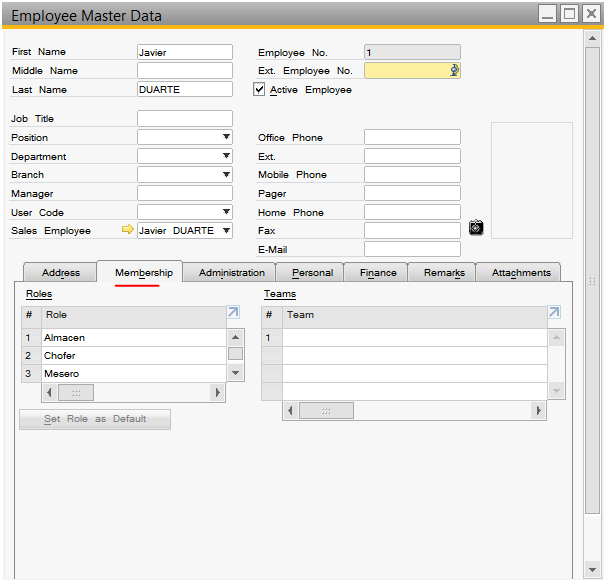 Employee Master Data
First Name Javier
Middle Name
Last Name DUARTE
Employee No. 1
Ext. Employee No.
Active Employee
Job Title
Position
Department
Branch
Manager
User Code
Sales Employee Javier DUARTE
Office Phone
Ext.
Mobile Phone
Pager
Home Phone
Fax
E-Mail
Address Membership Administration Personal Finance Remarks Attachments
Roles
# Role
1 Almacen
2 Chofer
3 Mesero
Set Role as Default
Teams
# Team
1